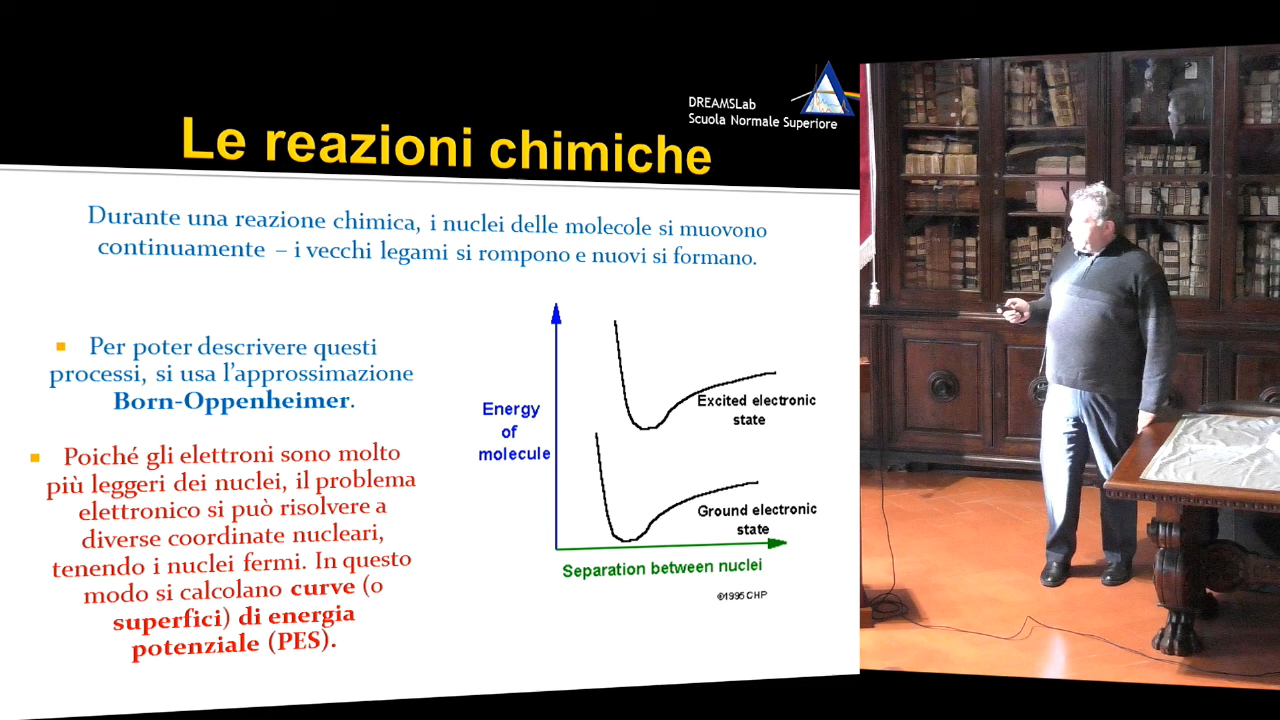 DREAMSLab
Scuola Normale Superiore
Le reazioni chimiche
Durante una reazione chimica, i nuclei delle molecole si muovono
continuamente – i vecchi legami si rompono e nuovi si formano.
Per poter descrivere questi
processi, si usa l'approssimazione
Born-Oppenheimer.
Poiché gli elettroni sono molto
più leggeri dei nuclei, il problema
elettronico si può risolvere a
diverse coordinate nucleari,
tenendo i nuclei fermi. In questo
modo si calcolano curve (o
superfici) di energia
potenziale (PES).
Energy
of
molecule
Excited electronic
state
Ground electronic
state
Separation between nuclei
©1996 CHP